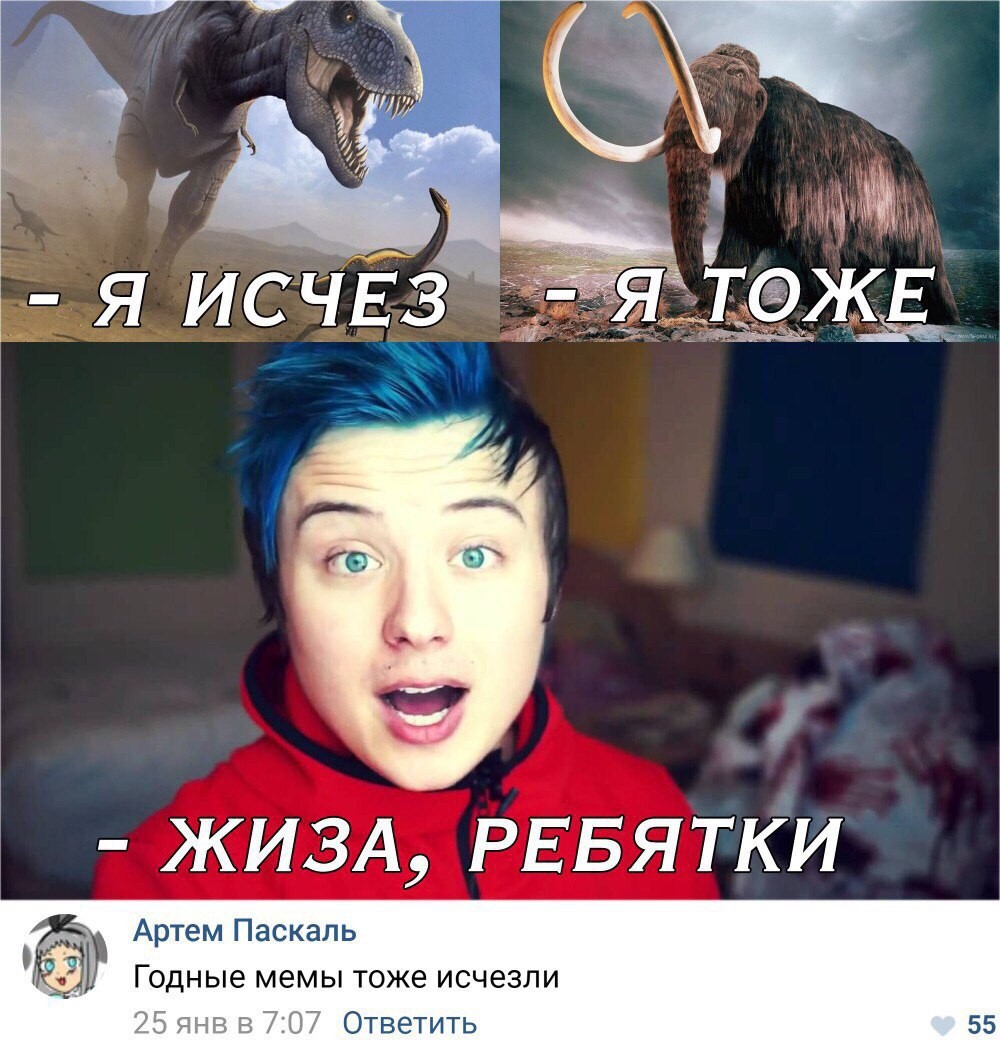 - Я ИСЧЕЗ
- Я ТОЖЕ
- ЖИЗА, РЕБЯТКИ
Артем Паскаль
Годные мемы тоже исчезли
25 янв в 7:07 Ответить
55